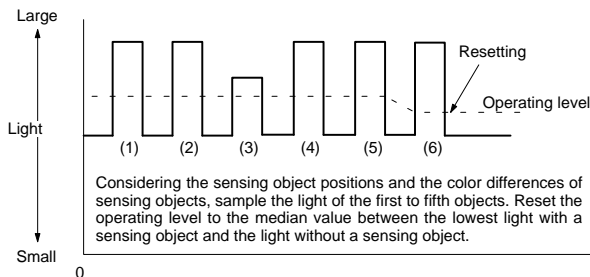 Large
Resetting
Operating level
Light
(1) (2) (3) (4) (5) (6)
Considering the sensing object positions and the color differences of
sensing objects, sample the light of the first to fifth objects. Reset the
operating level to the median value between the lowest light with a
sensing object and the light without a sensing object.
Small
0